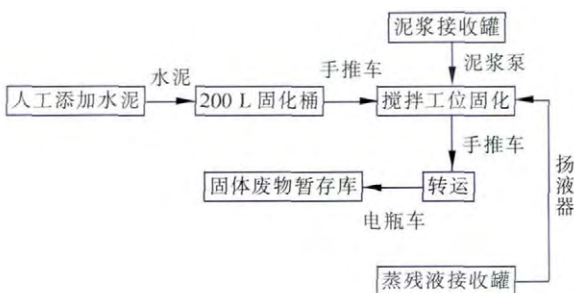 泥浆接收罐
水泥
手推车
泥浆泵
人工添加水泥
200 L 固化桶
搅拌工位固化
手推车
扬液器
固体废物暂存库
转运
电瓶车
蒸残液接收罐